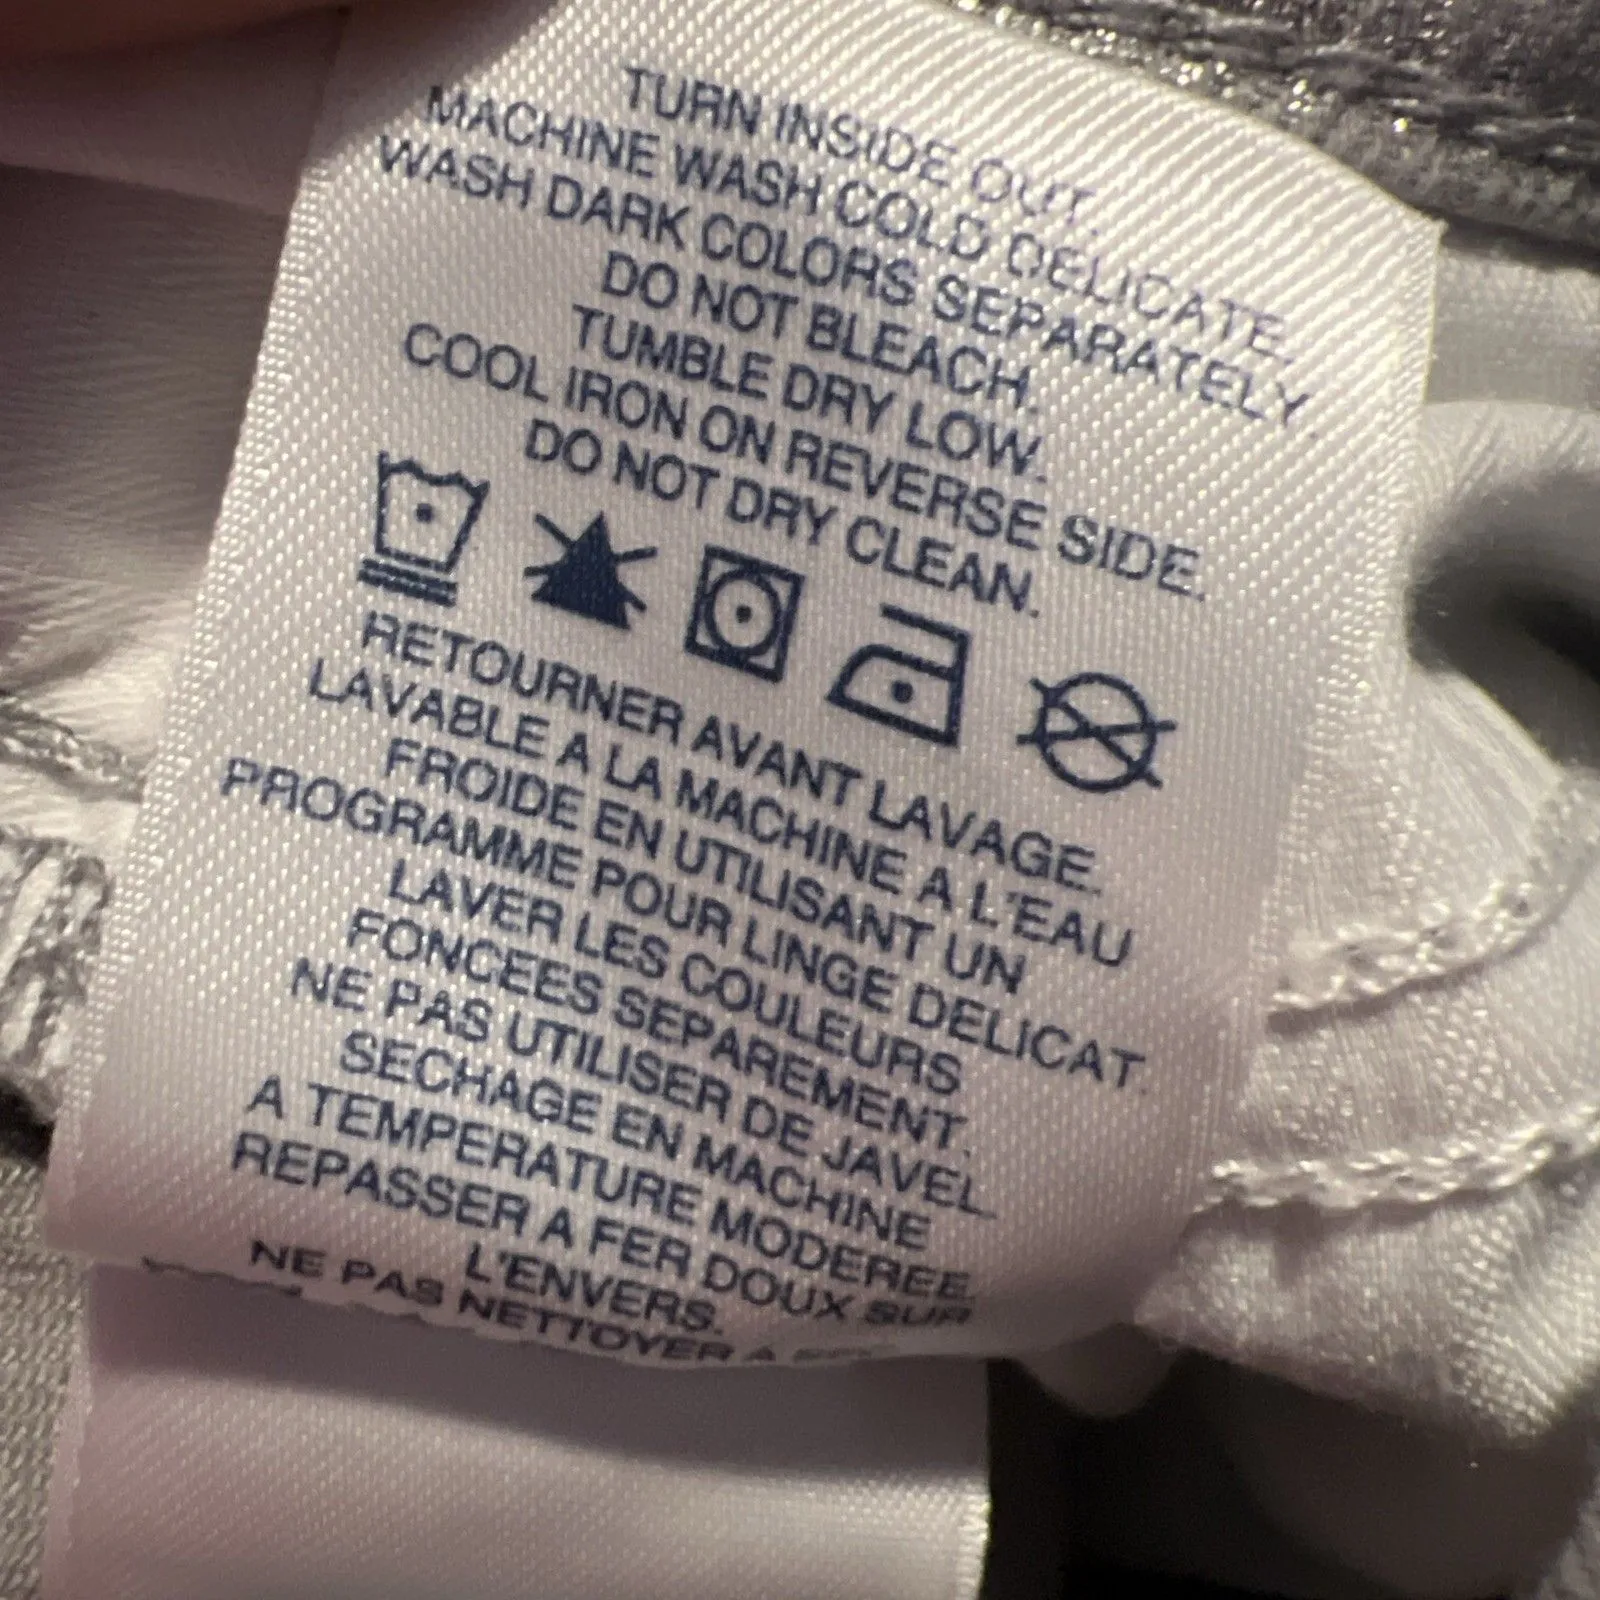 TURN INSIDE OUT.
MACHINE WASH COLD DELICATE.
WASH DARK COLORS SEPARATELY.
DO NOT BLEACH.
TUMBLE DRY LOW.
COOL IRON ON REVERSE SIDE.
DO NOT DRY CLEAN.
RETOURNER AVANT LAVAGE.
LAVABLE A LA MACHINE A L'EAU
FROIDE EN UTILISANT UN
PROGRAMME POUR LINGE DELICAT.
LAVER LES COULEURS
FONCEES SEPAREMENT.
NE PAS UTILISER DE JAVEL.
SECHAGE EN MACHINE
A TEMPERATURE MODEREE.
REPASSER A FER DOUX SUR
L'ENVERS.
NE PAS NETTOYER A